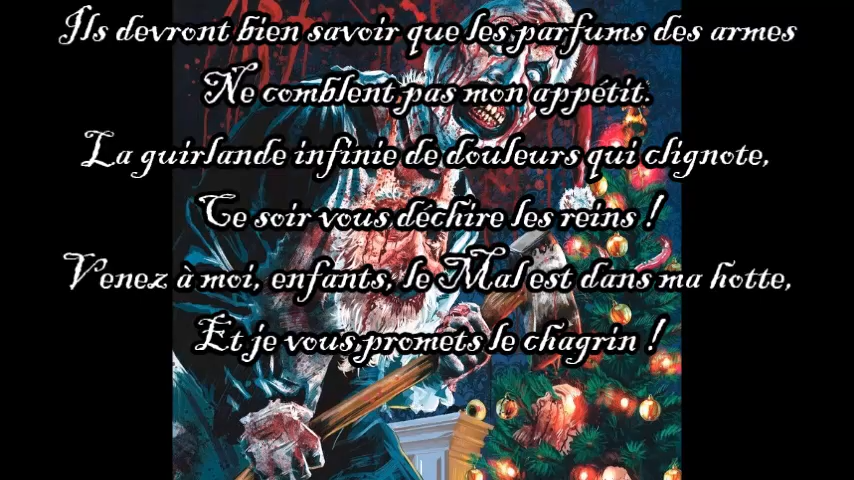 Ils devront bien savoir que les parfums des armes
Ne comblent pas mon appétit.
La guirlande infinie de douleurs qui clignote,
Ce soir vous déchire les reins !
Venez à moi, enfants, le Mal est dans ma hotte,
Et je vous promets le chagrin !